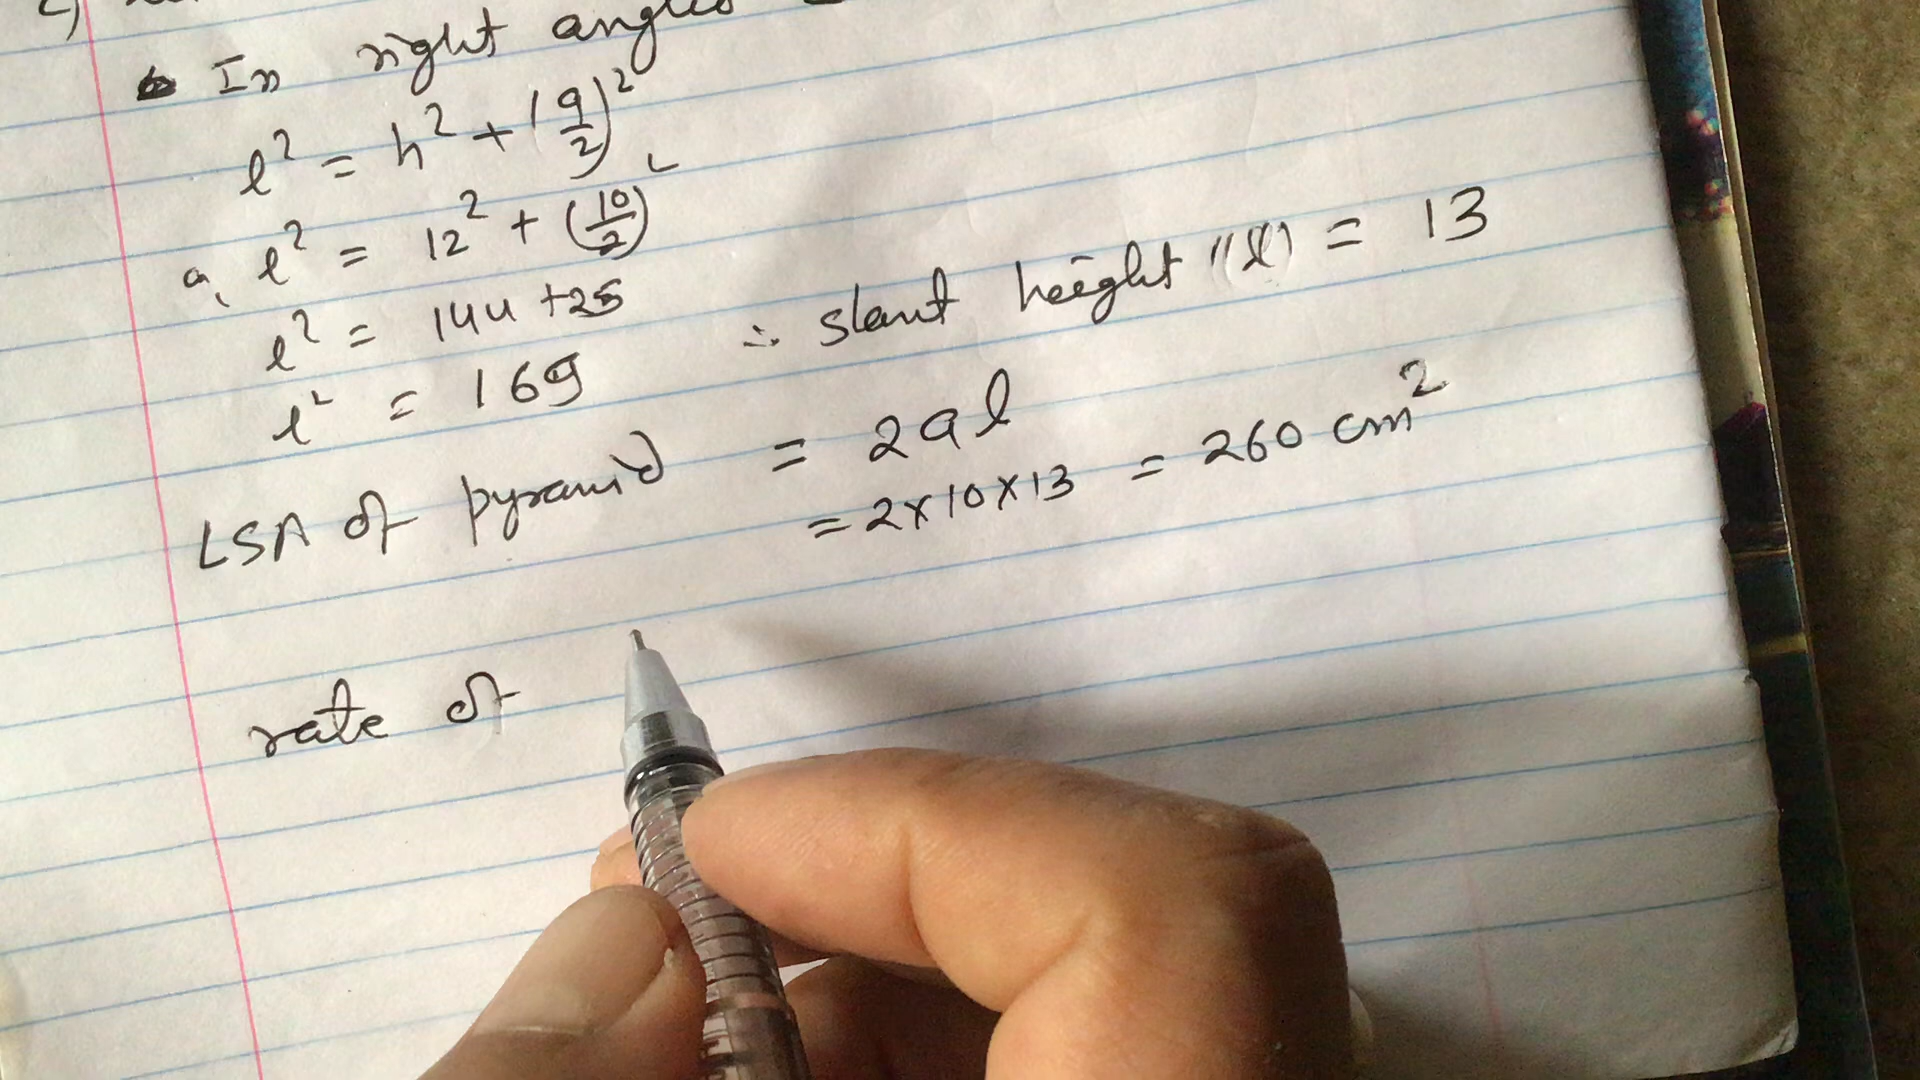 In right angles
l² = h² + (a/2)²
a, l² = 12² + (10/2)²
l² = 144 + 25
l² = 169
∴ slant height (l) = 13
LSA of pyramid = 2al
= 2×10×13 = 260 cm²
rate of